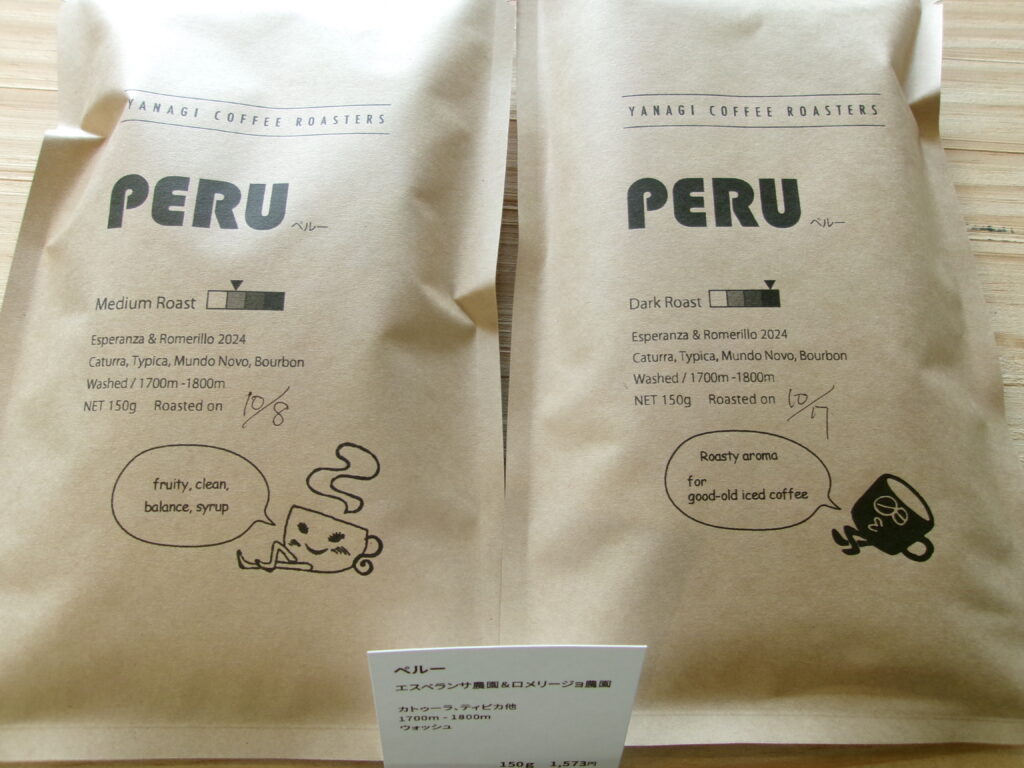 YANAGI COFFEE ROASTERS
PERU ペルー
Medium Roast
Esperanza & Romerillo 2024
Caturra, Typica, Mundo Novo, Bourbon
Washed / 1700m -1800m
NET 150g Roasted on 10/8
fruity, clean,
balance, syrup
YANAGI COFFEE ROASTERS
PERU ペルー
Dark Roast
Esperanza & Romerillo 2024
Caturra, Typica, Mundo Novo, Bourbon
Washed / 1700m -1800m
NET 150g Roasted on 10/7
Roasty aroma
for
good-old iced coffee
ペルー
エスペランサ農園&ロメリージョ農園
カトゥーラ、ティピカ他
1700m - 1800m
ウォッシュ
150g 1,573円